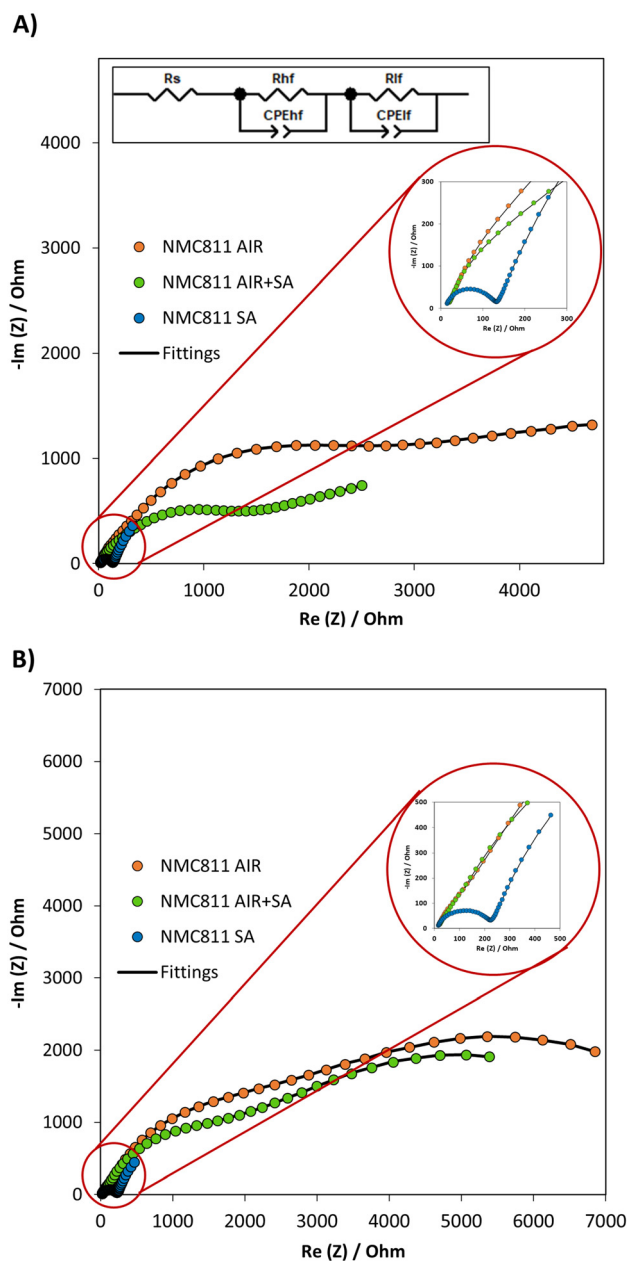 A)
Rs
Rhf
Rlf
CPEhf
CPElf
4000
3000
2000
1000
0
-Im (Z) / Ohm
NMC811 AIR
NMC811 AIR+SA
NMC811 SA
Fittings
300
200
100
0
-Im (Z) / Ohm
0
100
200
300
Re (Z) / Ohm
0
1000
2000
3000
4000
Re (Z) / Ohm
B)
7000
6000
5000
4000
3000
2000
1000
0
-Im (Z) / Ohm
NMC811 AIR
NMC811 AIR+SA
NMC811 SA
Fittings
500
400
300
200
100
0
-Im (Z) / Ohm
0
100
200
300
400
500
Re (Z) / Ohm
0
1000
2000
3000
4000
5000
6000
7000
Re (Z) / Ohm